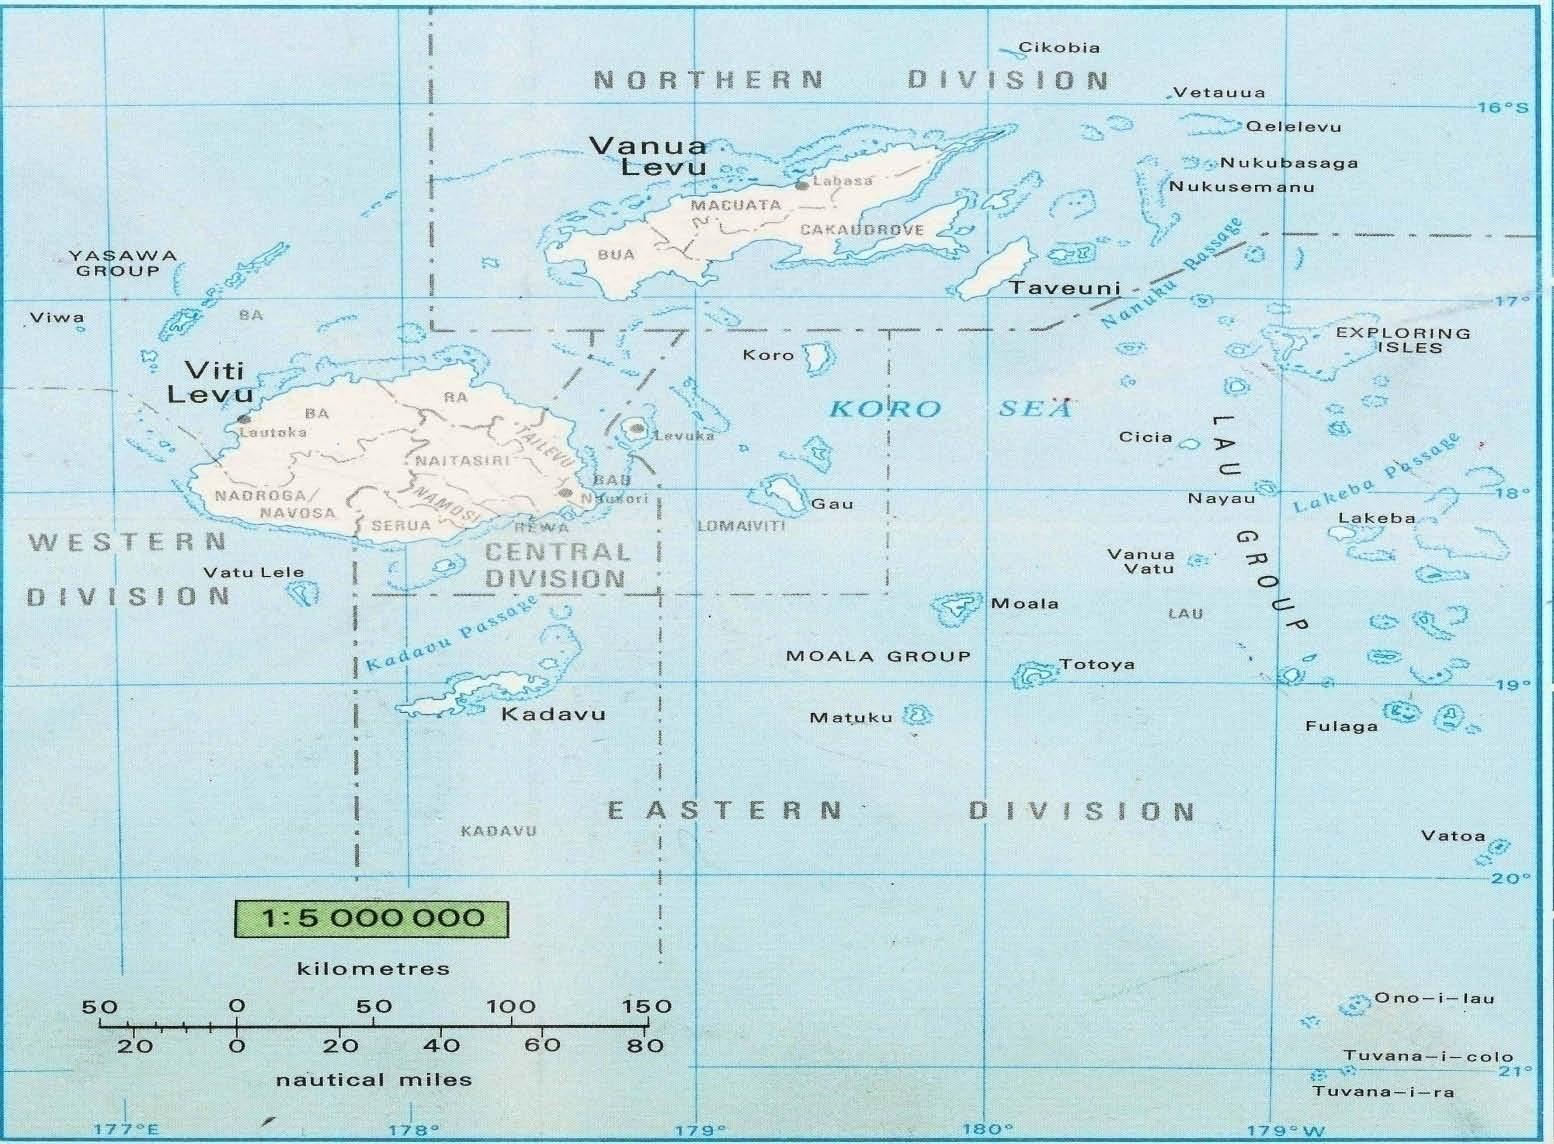 Cikobia
NORTHERN DIVISION
Vetauua
16°S
Qelelevu
Vanua
Levu
Nukubasaga
Labasa
Nukusemanu
MACUATA
CAKAUDROVE
BUA
YASAWA
GROUP
Nanuku Passage
Taveuni
17°
Viwa
BA
EXPLORING
ISLES
Koro
Viti
Levu
RA
BA
KORO SEA
Lautoka
Levuka
Cicia
TAILEVU
NAITASIRI
LAU GROUP
Lakeba Passage
BAU
Nausori
NADROGA/
NAVOSA
NAMOSI
Gau
Nayau
18°
SERUA
REWA
LOMAIVITI
Lakeba
WESTERN
DIVISION
CENTRAL
DIVISION
Vanua
Vatu
Vatu Lele
Moala
LAU
Kadavu Passage
MOALA GROUP
Totoya
19°
Kadavu
Matuku
Fulaga
EASTERN DIVISION
KADAVU
Vatoa
20°
1:5 000 000
kilometres
50 0 50 100 150
20 0 20 40 60 80
nautical miles
Ono-i-lau
Tuvana-i-colo
21°
Tuvana-i-ra
177°E 178° 179° 180° 179°W